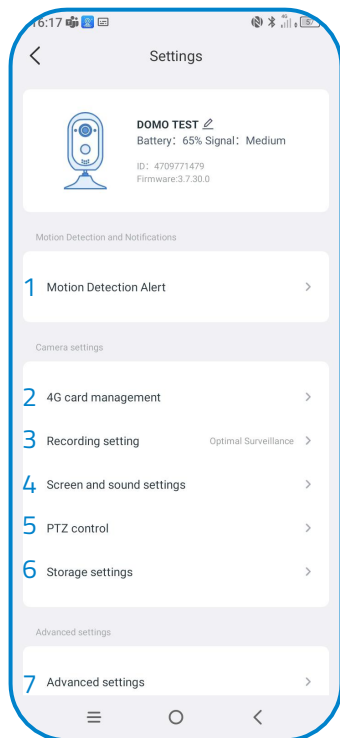 16:17
Settings
DOMO TEST
Battery: 65% Signal: Medium
ID: 4709771479
Firmware:3.7.30.0
Motion Detection and Notifications
1 Motion Detection Alert
Camera settings
2 4G card management
3 Recording setting Optimal Surveillance
4 Screen and sound settings
5 PTZ control
6 Storage settings
Advanced settings
7 Advanced settings